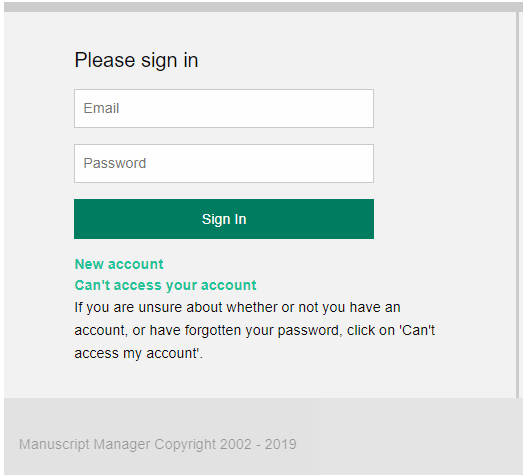 Please sign in
Email
Password
Sign In
New account
Can't access your account
If you are unsure about whether or not you have an
account, or have forgotten your password, click on 'Can't
access my account'.
Manuscript Manager Copyright 2002 - 2019